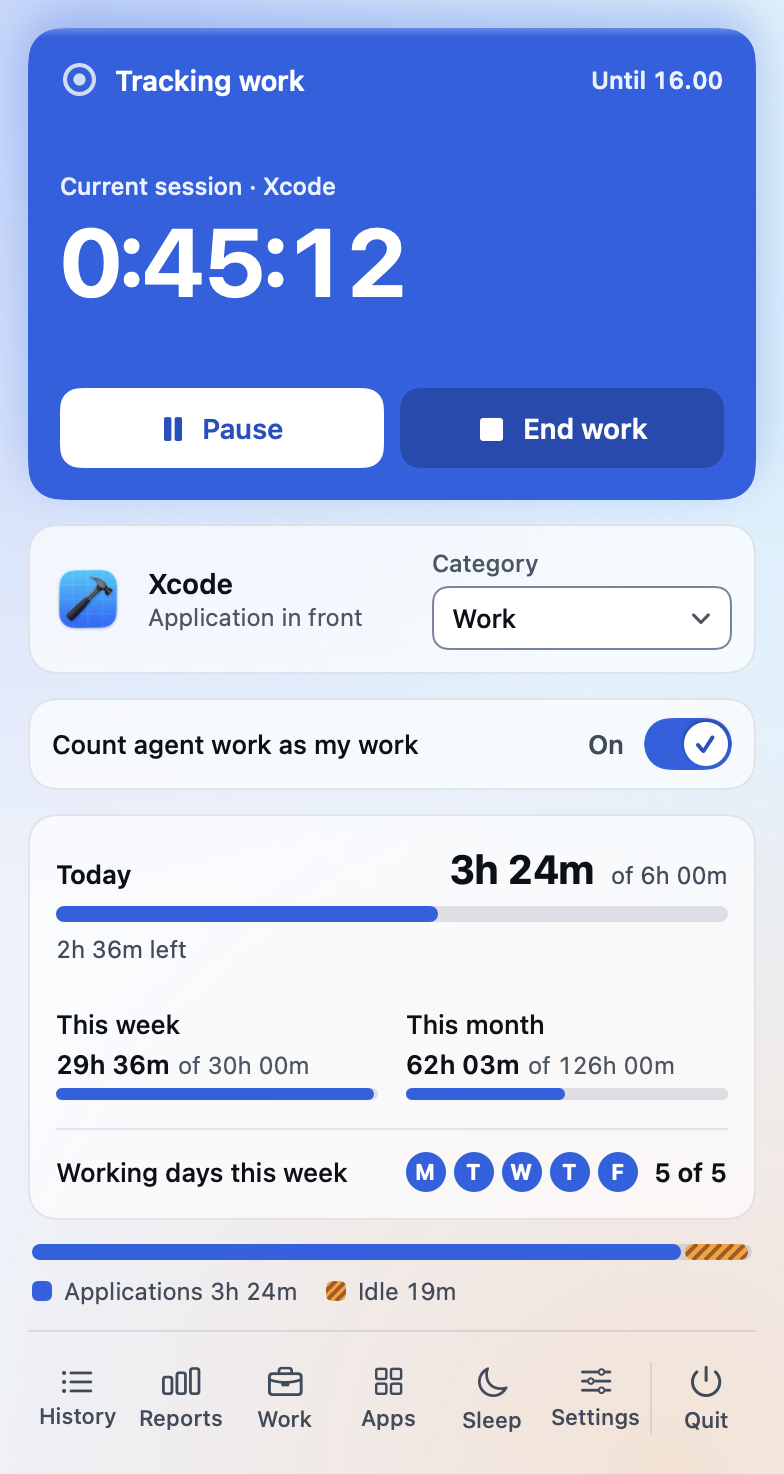 Tracking work
Until 16.00
Current session · Xcode
0:45:12
Pause
End work
Xcode
Application in front
Category
Work
Count agent work as my work
On
Today
3h 24m of 6h 00m
2h 36m left
This week
29h 36m of 30h 00m
This month
62h 03m of 126h 00m
Working days this week
M T W T F 5 of 5
Applications 3h 24m
Idle 19m
History
Reports
Work
Apps
Sleep
Settings
Quit